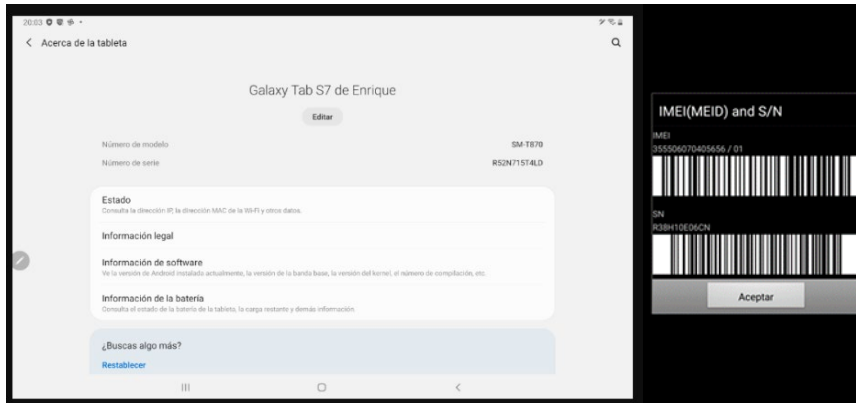 20:03
Acerca de la tableta
Galaxy Tab S7 de Enrique
Editar
Número de modelo SM-T870
Número de serie R52N715T4LD
Estado
Consulta la dirección IP, la dirección MAC de la Wi-Fi y otros datos.
Información legal
Información de software
Ve la versión de Android instalada actualmente, la versión de la banda base, la versión del kernel, el número de compilación, etc.
Información de la batería
Consulta el estado de la batería de la tableta, la carga restante y demás información.
¿Buscas algo más?
Restablecer
IMEI(MEID) and S/N
IMEI
355506070405656 / 01
SN
R38H10E06CN
Aceptar